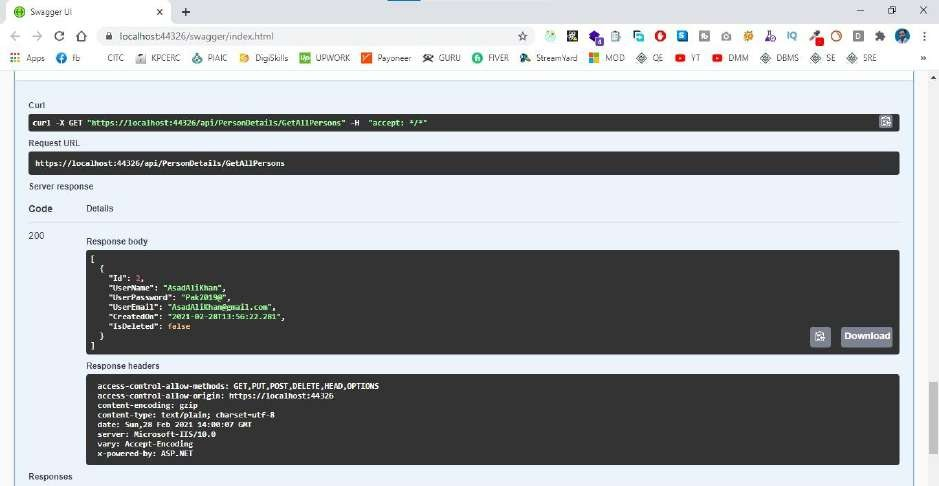 Swagger UI
localhost:44326/swagger/index.html
Apps fb CITC KPCERC PIAIC DigiSkills UPWORK Payoneer GURU FIVER StreamYard MOD QE YT DMM DBMS SE SRE
Curl
curl -X GET "https://localhost:44326/api/PersonDetails/GetAllPersons" -H "accept: */*"
Request URL
https://localhost:44326/api/PersonDetails/GetAllPersons
Server response
Code Details
200
Response body
[
{
"Id": 2,
"UserName": "AsadAliKhan",
"UserPassword": "Pak2019@",
"UserEmail": "AsadAliKhan@gmail.com",
"CreatedOn": "2021-02-28T13:56:22.281",
"IsDeleted": false
}
]
Download
Response headers
access-control-allow-methods: GET,PUT,POST,DELETE,HEAD,OPTIONS
access-control-allow-origin: https://localhost:44326
content-encoding: gzip
content-type: text/plain; charset=utf-8
date: Sun,28 Feb 2021 14:00:07 GMT
server: Microsoft-IIS/10.0
vary: Accept-Encoding
x-powered-by: ASP.NET
Responses